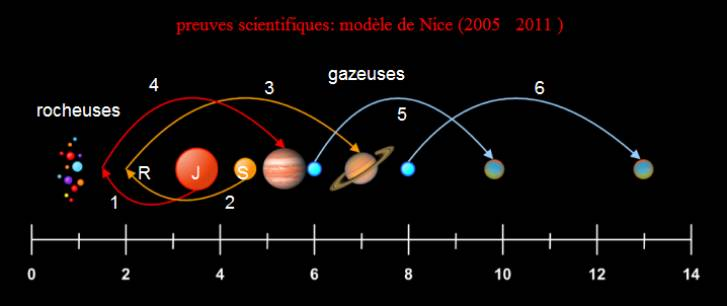 preuves scientifiques: modèle de Nice (2005 2011 )
gazeuses
4
3
6
rocheuses
5
R
J
S
1
2
0 2 4 6 8 10 12 14